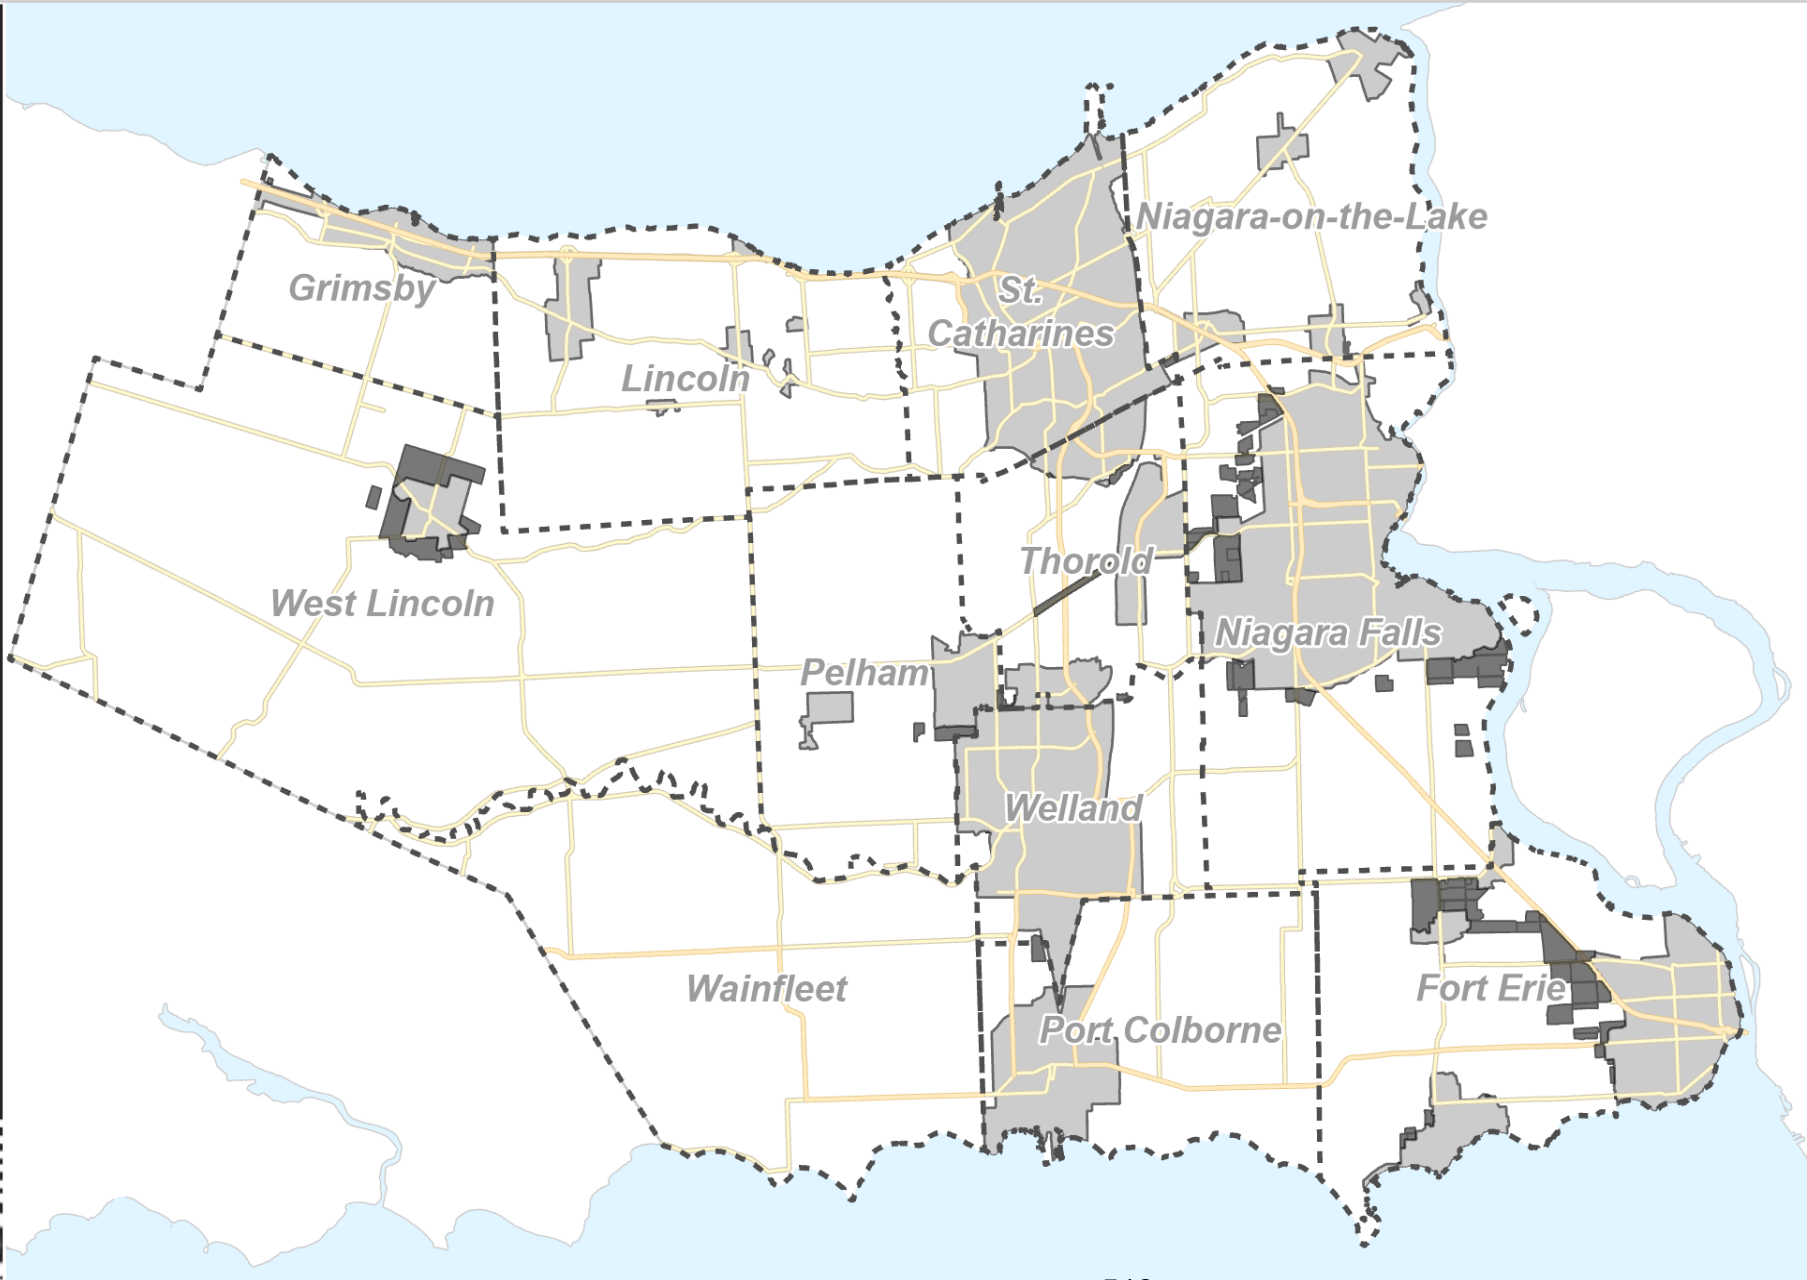 Niagara-on-the-Lake
Grimsby
St.
Catharines
Lincoln
Thorold
West Lincoln
Niagara Falls
Pelham
Welland
Wainfleet
Fort Erie
Port Colborne